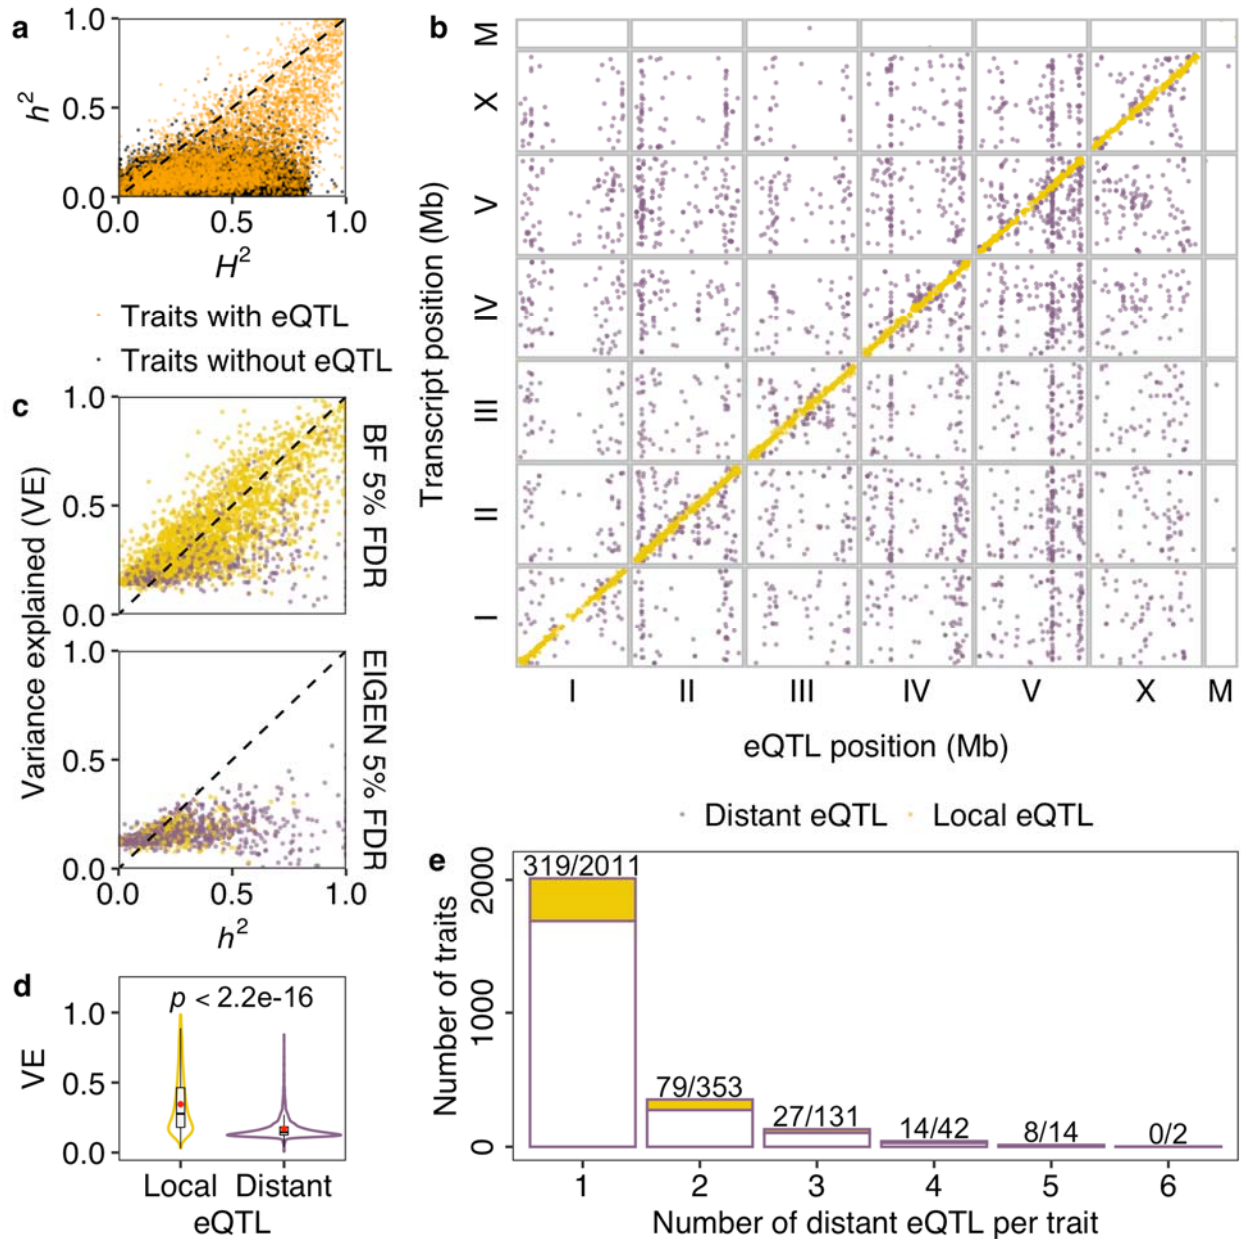 a
1.0
0.5
0.0
h²
0.0 0.5 1.0
H²
Traits with eQTL
Traits without eQTL
b
M
X
V
IV
III
II
I
Transcript position (Mb)
I II III IV V X M
eQTL position (Mb)
Distant eQTL Local eQTL
c
1.0
0.5
0.0
BF 5% FDR
1.0
0.5
0.0
EIGEN 5% FDR
Variance explained (VE)
0.0 0.5 1.0
h²
d
p < 2.2e-16
1.0
0.5
0.0
VE
Local Distant
eQTL
e
319/2011
79/353
27/131
14/42
8/14
0/2
2000
1000
0
Number of traits
1 2 3 4 5 6
Number of distant eQTL per trait